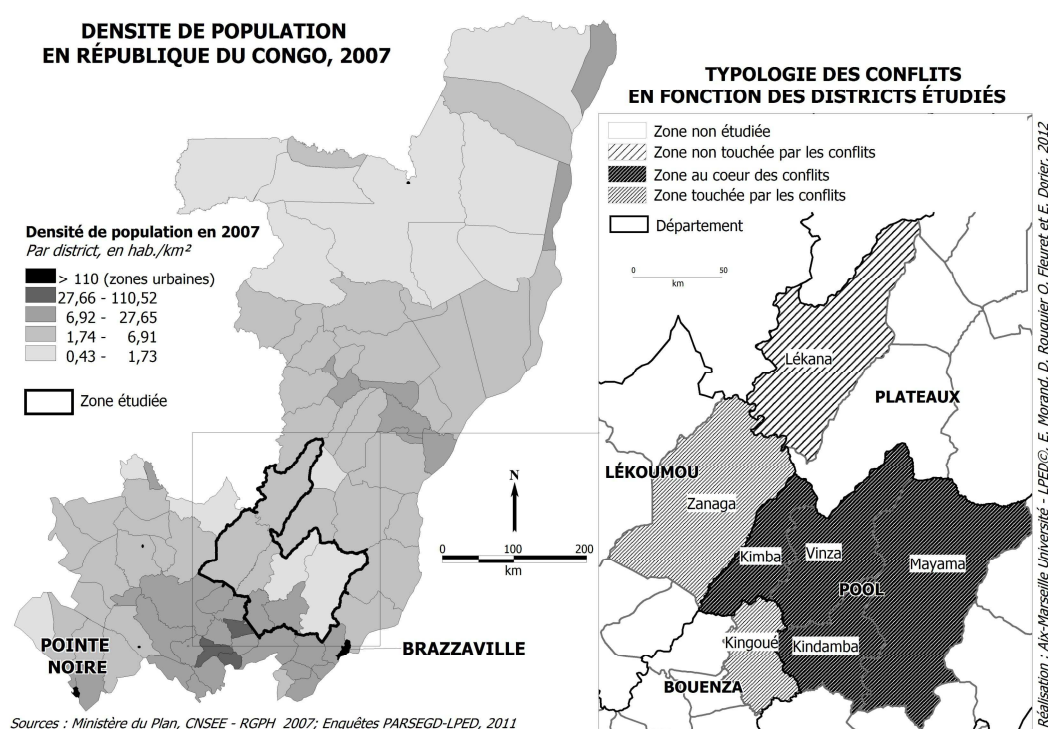 DENSITE DE POPULATION
EN RÉPUBLIQUE DU CONGO, 2007
Densité de population en 2007
Par district, en hab./km²
> 110 (zones urbaines)
27,66 - 110,52
6,92 - 27,65
1,74 - 6,91
0,43 - 1,73
Zone étudiée
N
0 100 200
km
POINTE
NOIRE
BRAZZAVILLE
Sources : Ministère du Plan, CNSEE - RGPH 2007; Enquêtes PARSEGD-LPED, 2011
TYPOLOGIE DES CONFLITS
EN FONCTION DES DISTRICTS ÉTUDIÉS
Zone non étudiée
Zone non touchée par les conflits
Zone au coeur des conflits
Zone touchée par les conflits
Département
0 50
km
Lékana
PLATEAUX
LÉKOUMOU
Zanaga
Kimba
Vinza
Mayama
POOL
Kingoué
Kindamba
BOUENZA
Réalisation : Aix-Marseille Université - LPED©, E. Morand, D. Rouquier O. Fleuret et E. Dorier, 2012